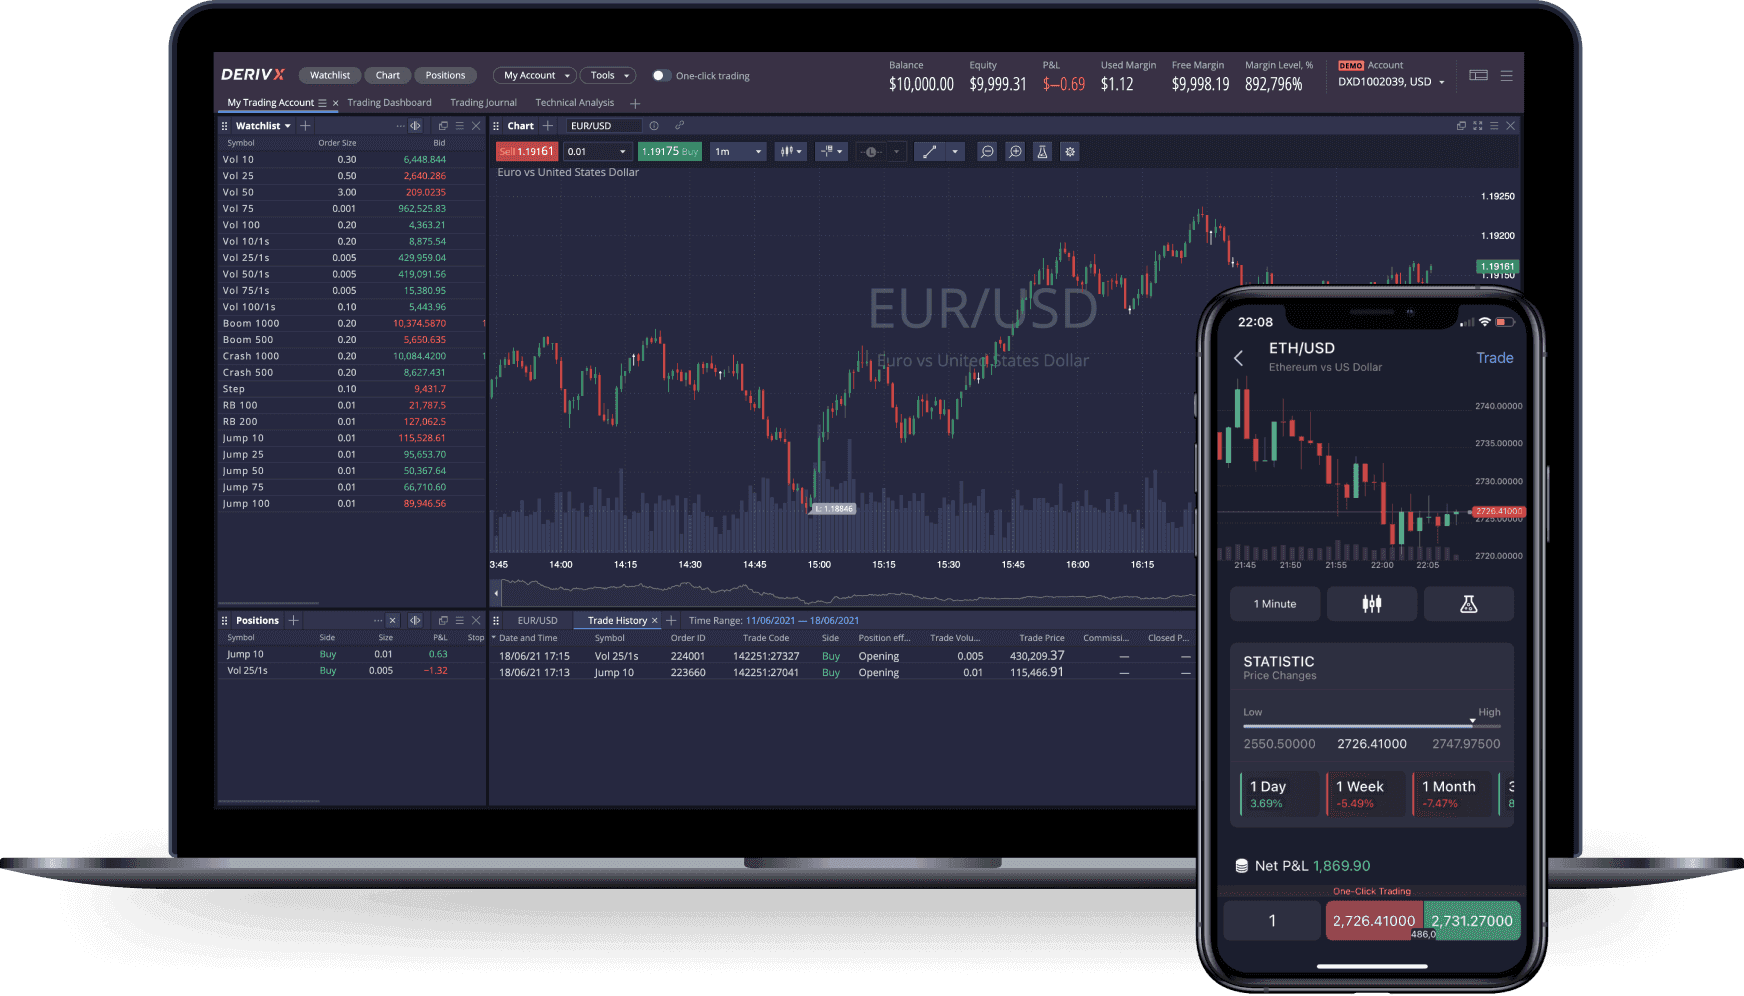 DERIV X Watchlist Chart Positions My Account Tools One-click trading
Balance Equity P&L Used Margin Free Margin Margin Level, % DEMO Account
$10,000.00 $9,999.31 $−0.69 $1.12 $9,998.19 892,796% DXD1002039, USD
My Trading Account Trading Dashboard Trading Journal Technical Analysis
Watchlist
Symbol Order Size Bid
Vol 10 0.30 6,448.844
Vol 25 0.50 2,640.286
Vol 50 3.00 209.0235
Vol 75 0.001 962,525.83
Vol 100 0.20 4,363.21
Vol 10/1s 0.20 8,875.54
Vol 25/1s 0.005 429,959.04
Vol 50/1s 0.005 419,091.56
Vol 75/1s 0.005 15,380.95
Vol 100/1s 0.10 5,443.96
Boom 1000 0.20 10,374.5870 1
Boom 500 0.20 5,650.635
Crash 1000 0.20 10,084.4200 1
Crash 500 0.20 8,627.431
Step 0.10 9,431.7
RB 100 0.01 21,787.5
RB 200 0.01 127,062.5
Jump 10 0.01 115,528.61
Jump 25 0.01 95,653.70
Jump 50 0.01 50,367.64
Jump 75 0.01 66,710.60
Jump 100 0.01 89,946.56
Chart EUR/USD
Sell 1.19161 0.01 1.19175 Buy 1m
Euro vs United States Dollar
1.19250
1.19200
1.19161
1.19150
EUR/USD
Euro vs United States Dollar
L: 1.18846
3:45 14:00 14:15 14:30 14:45 15:00 15:15 15:30 15:45 16:00 16:15
Positions
Symbol Side Size P&L Stop
Jump 10 Buy 0.01 0.63
Vol 25/1s Buy 0.005 −1.32
EUR/USD Trade History Time Range: 11/06/2021 — 18/06/2021
Date and Time Symbol Order ID Trade Code Side Position eff... Trade Volu... Trade Price Commissi... Closed P...
18/06/21 17:15 Vol 25/1s 224001 142251:27327 Buy Opening 0.005 430,209.37 — —
18/06/21 17:13 Jump 10 223660 142251:27041 Buy Opening 0.01 115,466.91 — —
22:08
ETH/USD
Ethereum vs US Dollar
Trade
2740.00000
2735.00000
2730.00000
2726.41000
2725.00000
2720.00000
21:45 21:50 21:55 22:00 22:05
1 Minute
STATISTIC
Price Changes
Low High
2550.50000 2726.41000 2747.97500
1 Day 1 Week 1 Month 3
3.69% -5.49% -7.47% 8
Net P&L 1,869.90
One-Click Trading
1 2,726.41000 2,731.27000
486,0